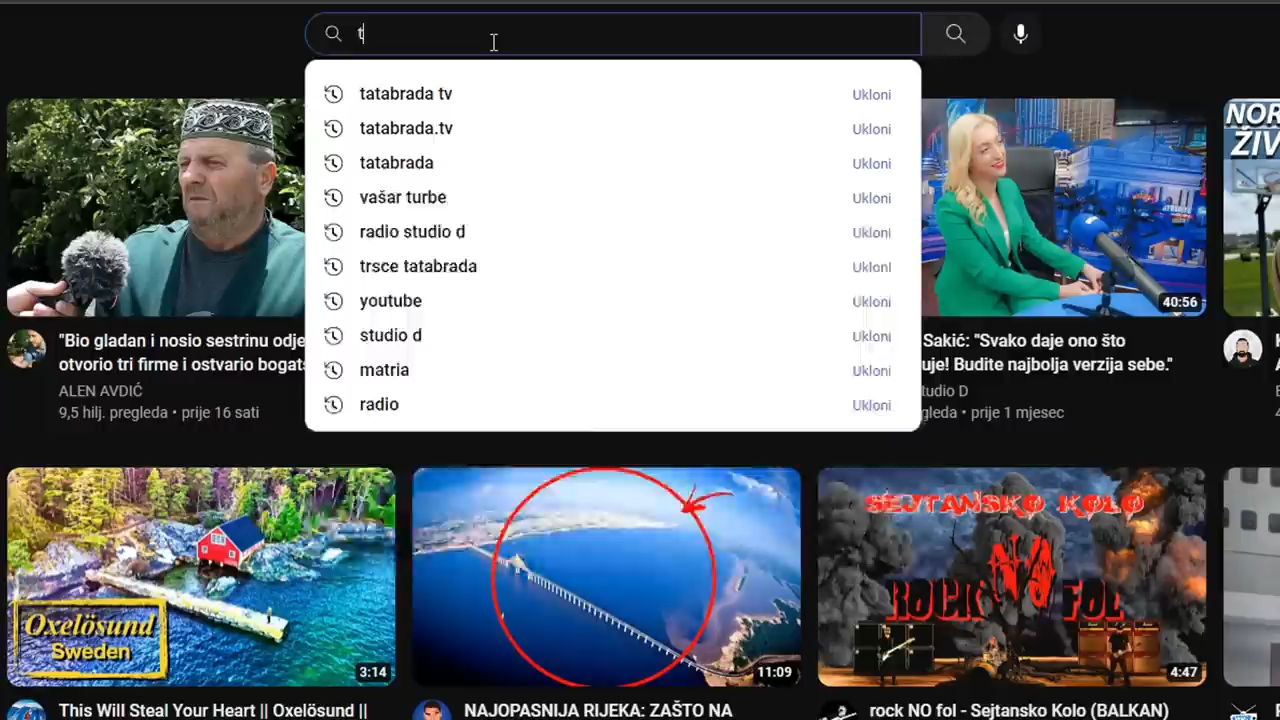 t
tatabrada tv Ukloni
tatabrada.tv Ukloni
tatabrada Ukloni
vašar turbe Ukloni
radio studio d Ukloni
trsce tatabrada Ukloni
youtube Ukloni
studio d Ukloni
matria Ukloni
radio Ukloni
"Bio gladan i nosio sestrinu odje
otvorio tri firme i ostvario bogats
ALEN AVDIĆ
9,5 hilj. pregleda • prije 16 sati
40:56
Sakić: "Svako daje ono što
uje! Budite najbolja verzija sebe."
tudio D
gleda • prije 1 mjesec
NOR
ŽIV
Oxelösund
Sweden
3:14
11:09
SEJTANSKO KOLO
ROCK NO FOL
4:47
This Will Steal Your Heart || Oxelösund ||
NAJOPASNIJA RIJEKA: ZAŠTO NA
rock NO fol - Sejtansko Kolo (BALKAN)